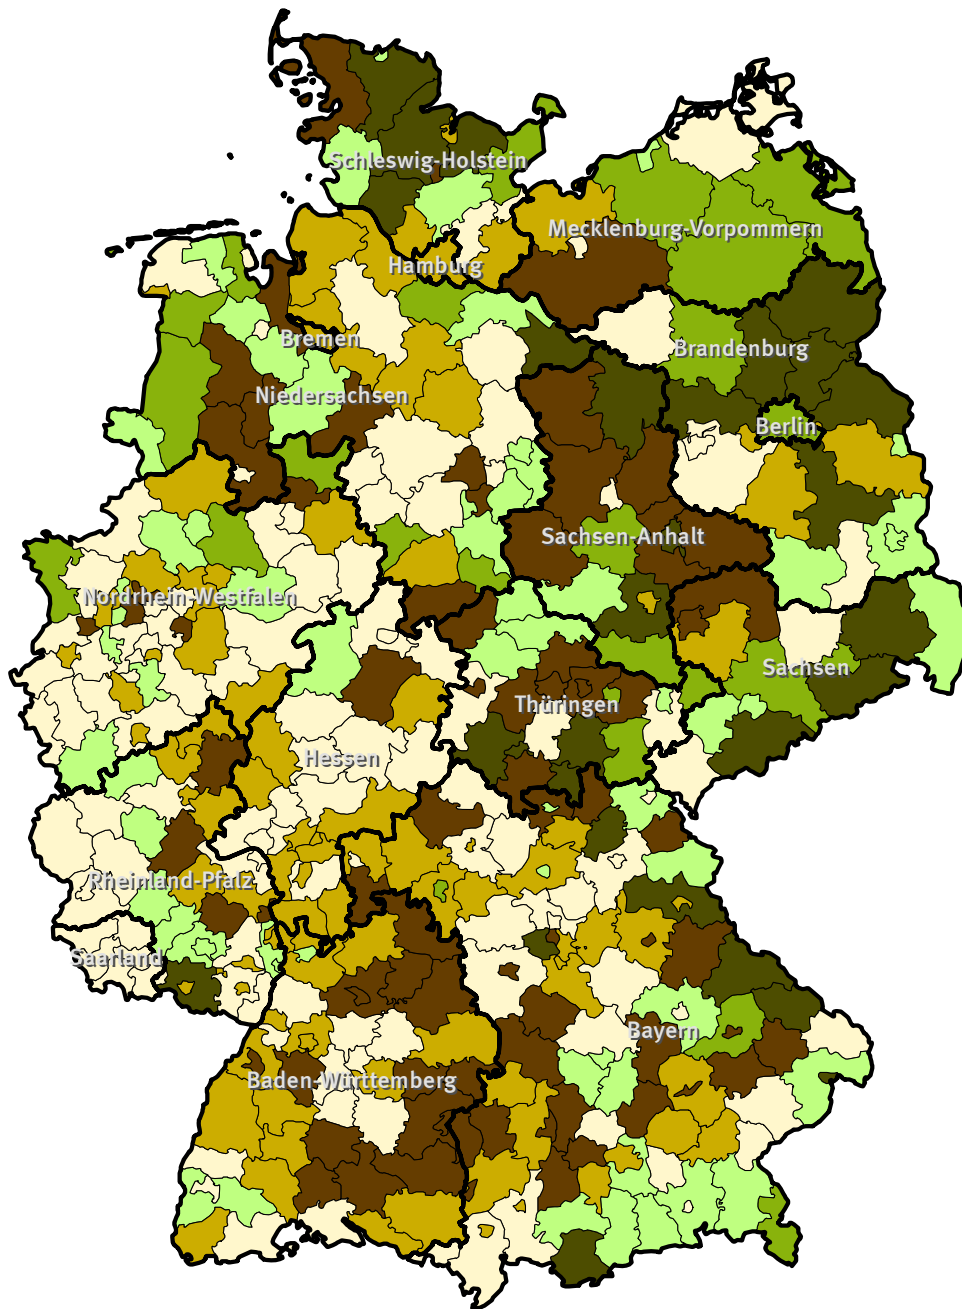 Schleswig-Holstein
Mecklenburg-Vorpommern
Hamburg
Bremen
Brandenburg
Niedersachsen
Berlin
Sachsen-Anhalt
Nordrhein-Westfalen
Sachsen
Thüringen
Hessen
Rheinland-Pfalz
Saarland
Bayern
Baden-Württemberg